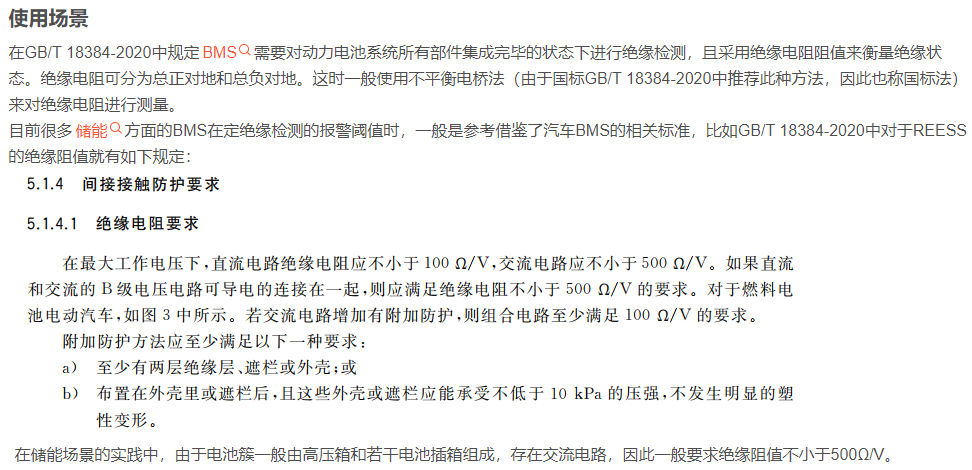 使用场景
在GB/T 18384-2020中规定 BMS 需要对动力电池系统所有部件集成完毕的状态下进行绝缘检测，且采用绝缘电阻阻值来衡量绝缘状
态。绝缘电阻可分为总正对地和总负对地。这时一般使用不平衡电桥法（由于国标GB/T 18384-2020中推荐此种方法，因此也称国标法）
来对绝缘电阻进行测量。
目前很多 储能 方面的BMS在定绝缘检测的报警阈值时，一般是参考借鉴了汽车BMS的相关标准，比如GB/T 18384-2020中对于REESS
的绝缘阻值就有如下规定：
5.1.4 间接接触防护要求
5.1.4.1 绝缘电阻要求
在最大工作电压下,直流电路绝缘电阻应不小于 100 Ω/V,交流电路应不小于 500 Ω/V。如果直流
和交流的 B 级电压电路可导电的连接在一起,则应满足绝缘电阻不小于 500 Ω/V 的要求。对于燃料电
池电动汽车,如图 3 中所示。若交流电路增加有附加防护,则组合电路至少满足 100 Ω/V 的要求。
附加防护方法应至少满足以下一种要求：
a) 至少有两层绝缘层、遮栏或外壳;或
b) 布置在外壳里或遮栏后,且这些外壳或遮栏应能承受不低于 10 kPa 的压强,不发生明显的塑
性变形。
在储能场景的实践中，由于电池簇一般由高压箱和若干电池插箱组成，存在交流电路，因此一般要求绝缘阻值不小于500Ω/V。